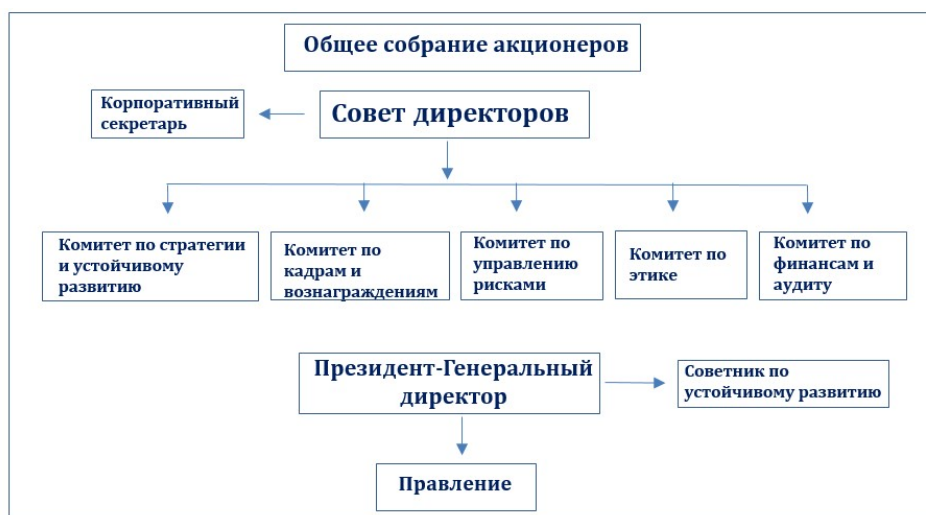 Общее собрание акционеров
Корпоративный
секретарь
Совет директоров
Комитет по стратегии
и устойчивому
развитию
Комитет по
кадрам и
вознаграждениям
Комитет по
управлению
рисками
Комитет по
этике
Комитет по
финансам и
аудиту
Президент-Генеральный
директор
Советник по
устойчивому развитию
Правление